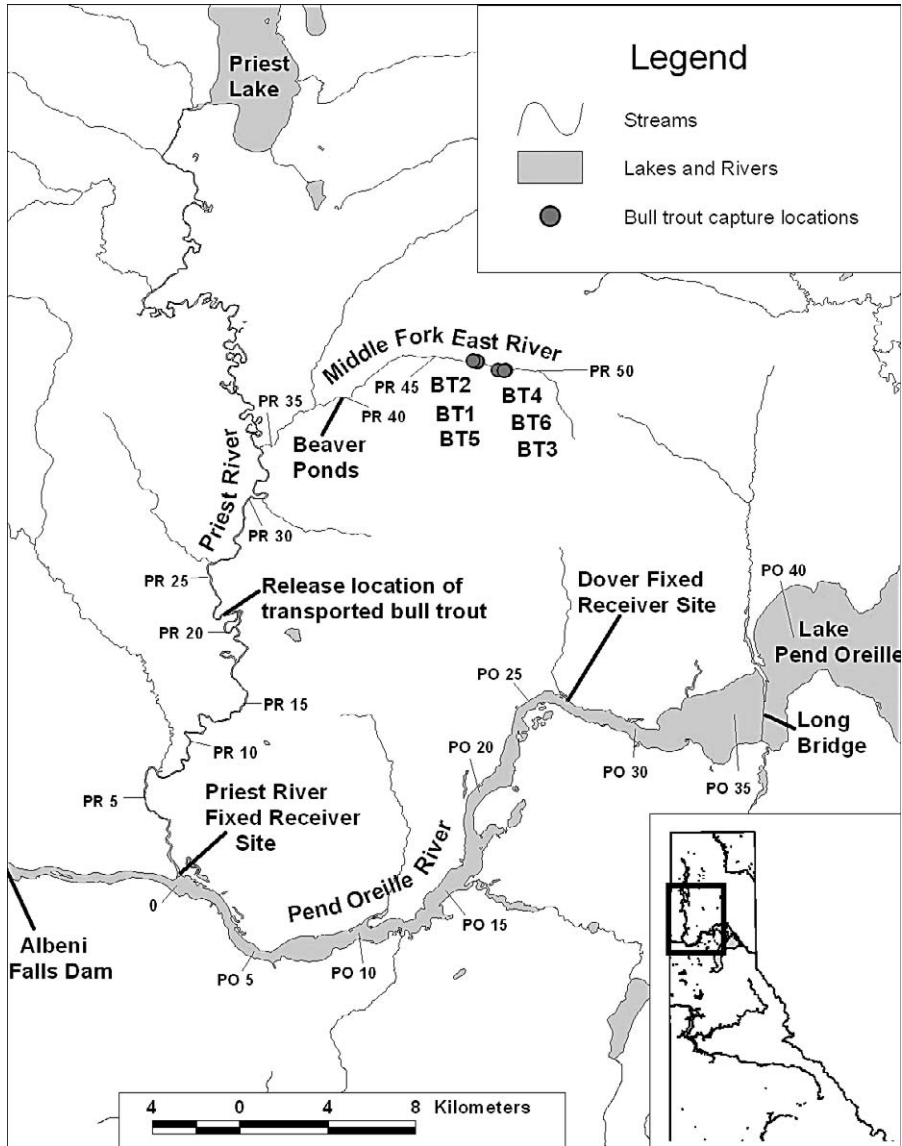 Priest
Lake
Legend
Streams
Lakes and Rivers
Bull trout capture locations
Middle Fork East River
PR 50
PR 45
BT2
BT4
PR 35
PR 40
BT1
BT6
Beaver
Ponds
BT5
BT3
Priest River
PR 30
PR 25
Release location of
transported bull trout
PR 20
Dover Fixed
Receiver Site
PO 40
Lake
Pend Oreille
PO 25
PR 15
Long
Bridge
PR 10
PO 20
PO 30
PO 35
PR 5
Priest River
Fixed Receiver
Site
Pend Oreille River
0
PO 15
Albeni
Falls Dam
PO 5
PO 10
4 0 4 8 Kilometers